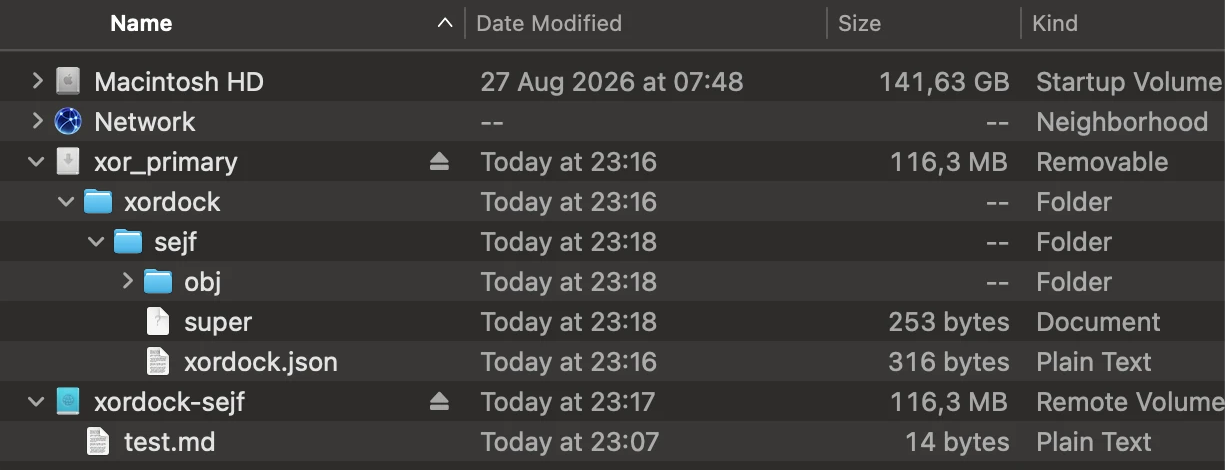 Name Date Modified Size Kind
Macintosh HD 27 Aug 2026 at 07:48 141,63 GB Startup Volume
Network -- -- Neighborhood
xor_primary Today at 23:16 116,3 MB Removable
xordock Today at 23:16 -- Folder
sejf Today at 23:18 -- Folder
obj Today at 23:18 -- Folder
super Today at 23:18 253 bytes Document
xordock.json Today at 23:16 316 bytes Plain Text
xordock-sejf Today at 23:17 116,3 MB Remote Volume
test.md Today at 23:07 14 bytes Plain Text